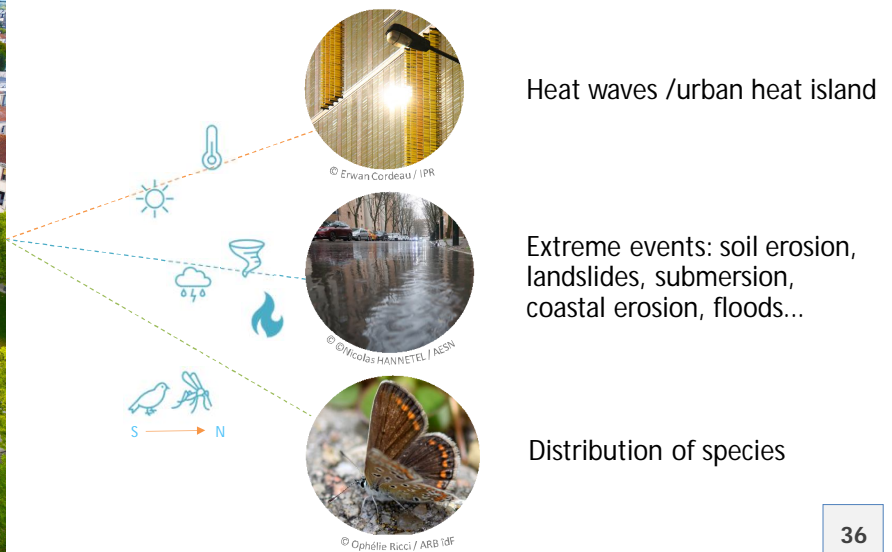 Heat waves /urban heat island
© Erwan Cordeau / IPR
Extreme events: soil erosion,
landslides, submersion,
coastal erosion, floods...
© ©Nicolas HANNETEL / AESN
S N
Distribution of species
© Ophélie Ricci / ARB îdF
36